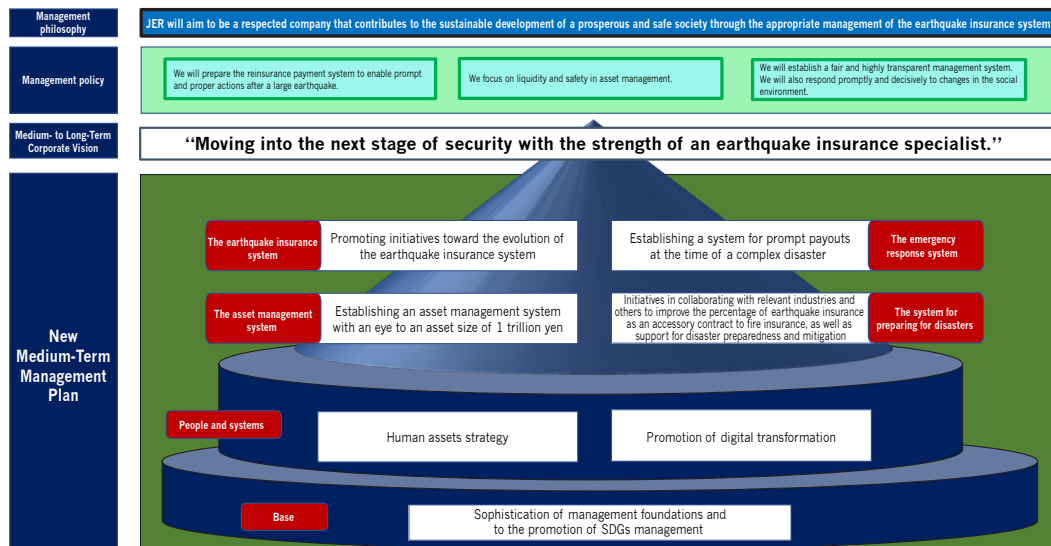 Management
philosophy
JER will aim to be a respected company that contributes to the sustainable development of a prosperous and safe society through the appropriate management of the earthquake insurance system
Management policy
We will prepare the reinsurance payment system to enable prompt
and proper actions after a large earthquake.
We focus on liquidity and safety in asset management.
We will establish a fair and highly transparent management system.
We will also respond promptly and decisively to changes in the social
environment.
Medium- to Long-Term
Corporate Vision
“Moving into the next stage of security with the strength of an earthquake insurance specialist.”
New
Medium-Term
Management
Plan
The earthquake insurance
system
Promoting initiatives toward the evolution of
the earthquake insurance system
Establishing a system for prompt payouts
at the time of a complex disaster
The emergency
response system
The asset management
system
Establishing an asset management system
with an eye to an asset size of 1 trillion yen
Initiatives in collaborating with relevant industries and
others to improve the percentage of earthquake insurance
as an accessory contract to fire insurance, as well as
support for disaster preparedness and mitigation
The system for
preparing for disasters
People and systems
Human assets strategy
Promotion of digital transformation
Base
Sophistication of management foundations and
to the promotion of SDGs management